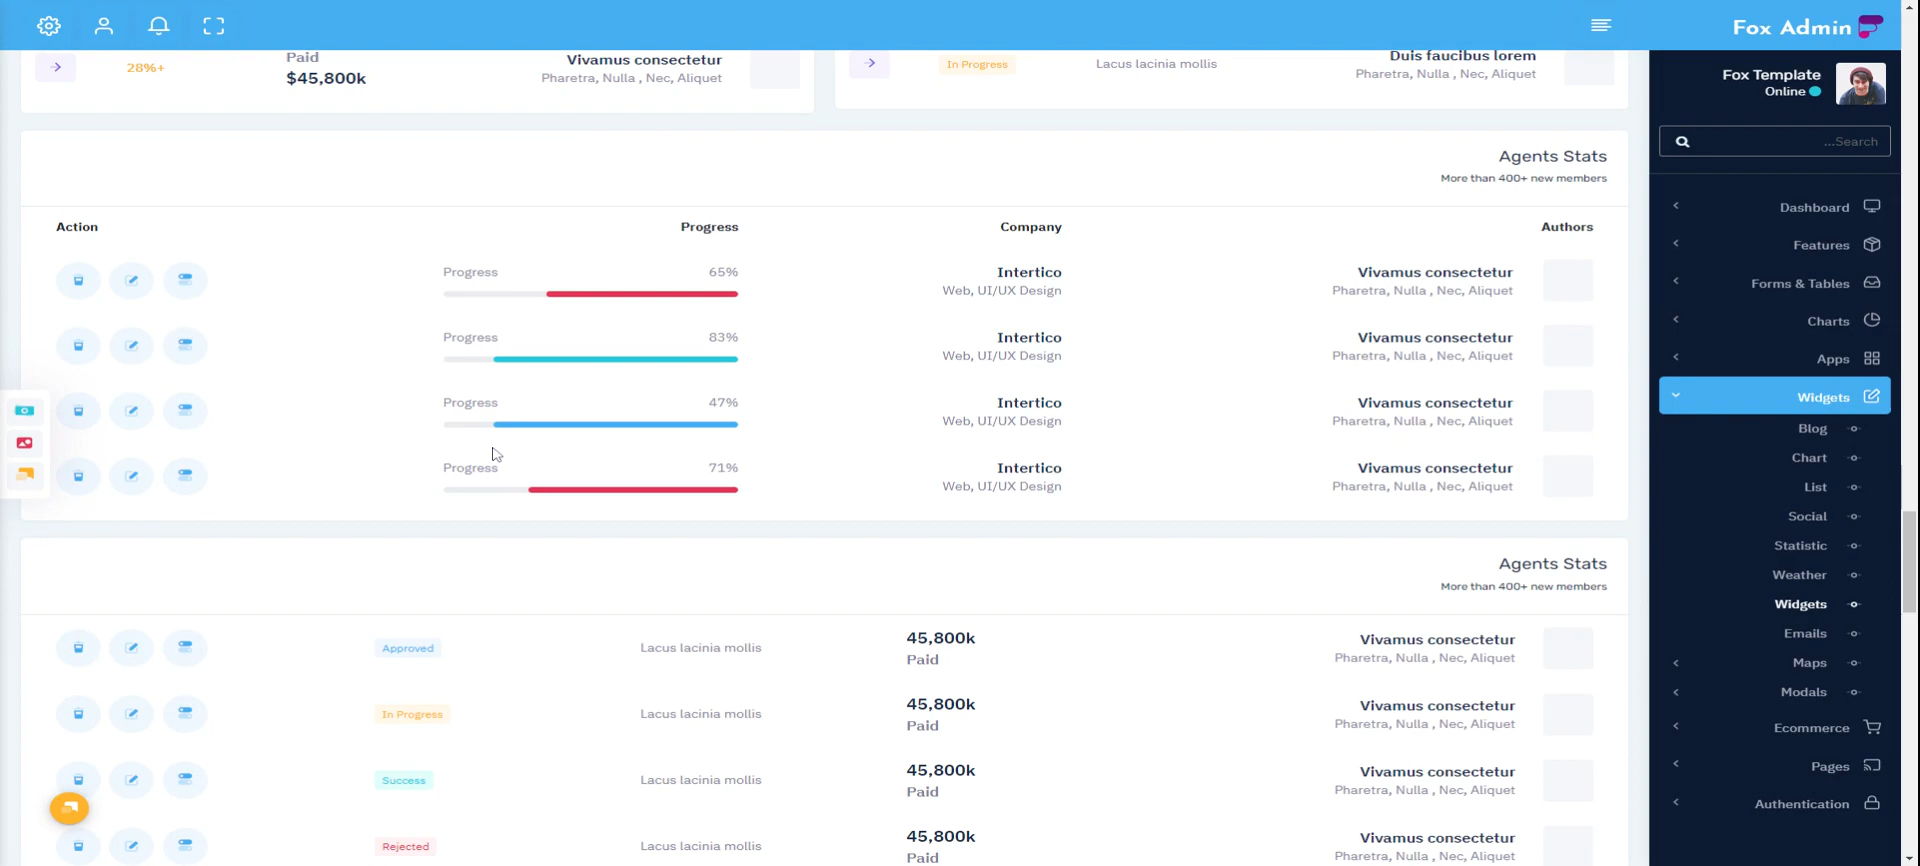 Fox Admin
28%+
Paid
$45,800k
Vivamus consectetur
Pharetra, Nulla , Nec, Aliquet
In Progress
Lacus lacinia mollis
Duis faucibus lorem
Pharetra, Nulla , Nec, Aliquet
Agents Stats
More than 400+ new members
Action Progress Company Authors
Progress 65%
Intertico
Web, UI/UX Design
Vivamus consectetur
Pharetra, Nulla , Nec, Aliquet
Progress 83%
Intertico
Web, UI/UX Design
Vivamus consectetur
Pharetra, Nulla , Nec, Aliquet
Progress 47%
Intertico
Web, UI/UX Design
Vivamus consectetur
Pharetra, Nulla , Nec, Aliquet
Progress 71%
Intertico
Web, UI/UX Design
Vivamus consectetur
Pharetra, Nulla , Nec, Aliquet
Agents Stats
More than 400+ new members
Approved
Lacus lacinia mollis
45,800k
Paid
Vivamus consectetur
Pharetra, Nulla , Nec, Aliquet
In Progress
Lacus lacinia mollis
45,800k
Paid
Vivamus consectetur
Pharetra, Nulla , Nec, Aliquet
Success
Lacus lacinia mollis
45,800k
Paid
Vivamus consectetur
Pharetra, Nulla , Nec, Aliquet
Rejected
Lacus lacinia mollis
45,800k
Paid
Vivamus consectetur
Pharetra, Nulla , Nec, Aliquet
Fox Template
Online
...Search
Dashboard
Features
Forms & Tables
Charts
Apps
Widgets
Blog
Chart
List
Social
Statistic
Weather
Widgets
Emails
Maps
Modals
Ecommerce
Pages
Authentication